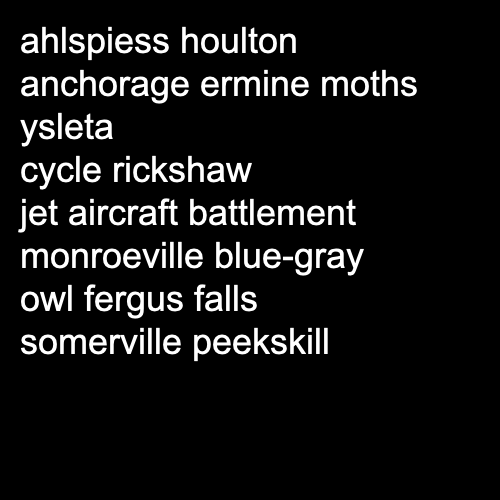 ahlspiess houlton
anchorage ermine moths
ysleta
cycle rickshaw
jet aircraft battlement
monroeville blue-gray
owl fergus falls
somerville peekskill